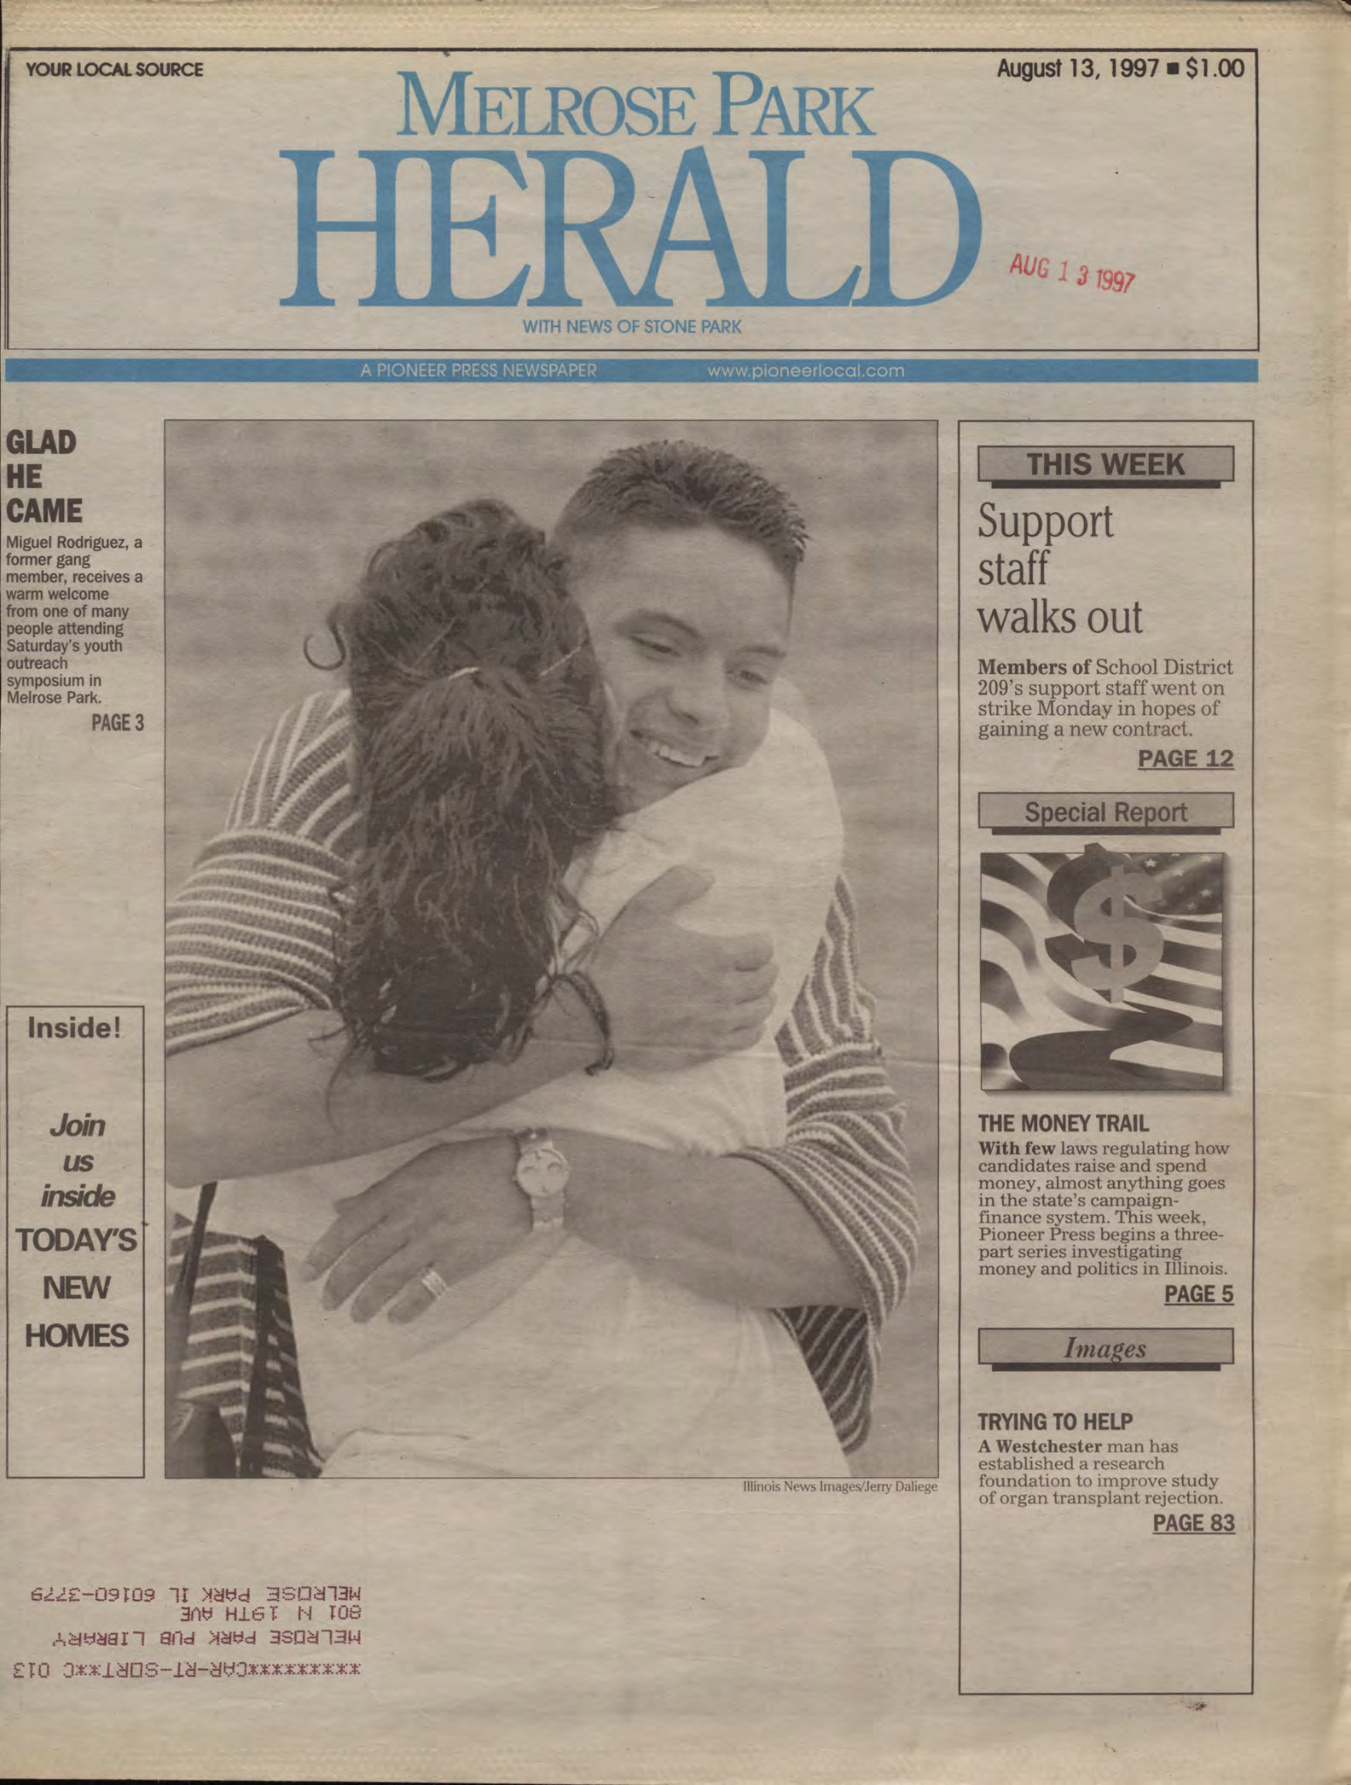 YOUR LOCAL SOURCE
August 13, 1997 ■ $1.00
MELROSE PARK
HERALD
AUG 13 1997
WITH NEWS OF STONE PARK
A PIONEER PRESS NEWSPAPER www.pioneerlocal.com
GLAD
HE
CAME
Miguel Rodriguez, a
former gang
member, receives a
warm welcome
from one of many
people attending
Saturday's youth
outreach
symposium in
Melrose Park.
PAGE 3
Inside!
Join
us
inside
TODAY'S
NEW
HOMES
Illinois News Images/Jerry Daliege
THIS WEEK
Support
staff
walks out
Members of School District
209's support staff went on
strike Monday in hopes of
gaining a new contract.
PAGE 12
Special Report
$
THE MONEY TRAIL
With few laws regulating how
candidates raise and spend
money, almost anything goes
in the state's campaign-
finance system. This week,
Pioneer Press begins a three-
part series investigating
money and politics in Illinois.
PAGE 5
Images
TRYING TO HELP
A Westchester man has
established a research
foundation to improve study
of organ transplant rejection.
PAGE 83
**********CAR-RT-SORT**C 013
MELROSE PARK PUB LIBRARY
801 N 19TH AVE
MELROSE PARK IL 60160-3779